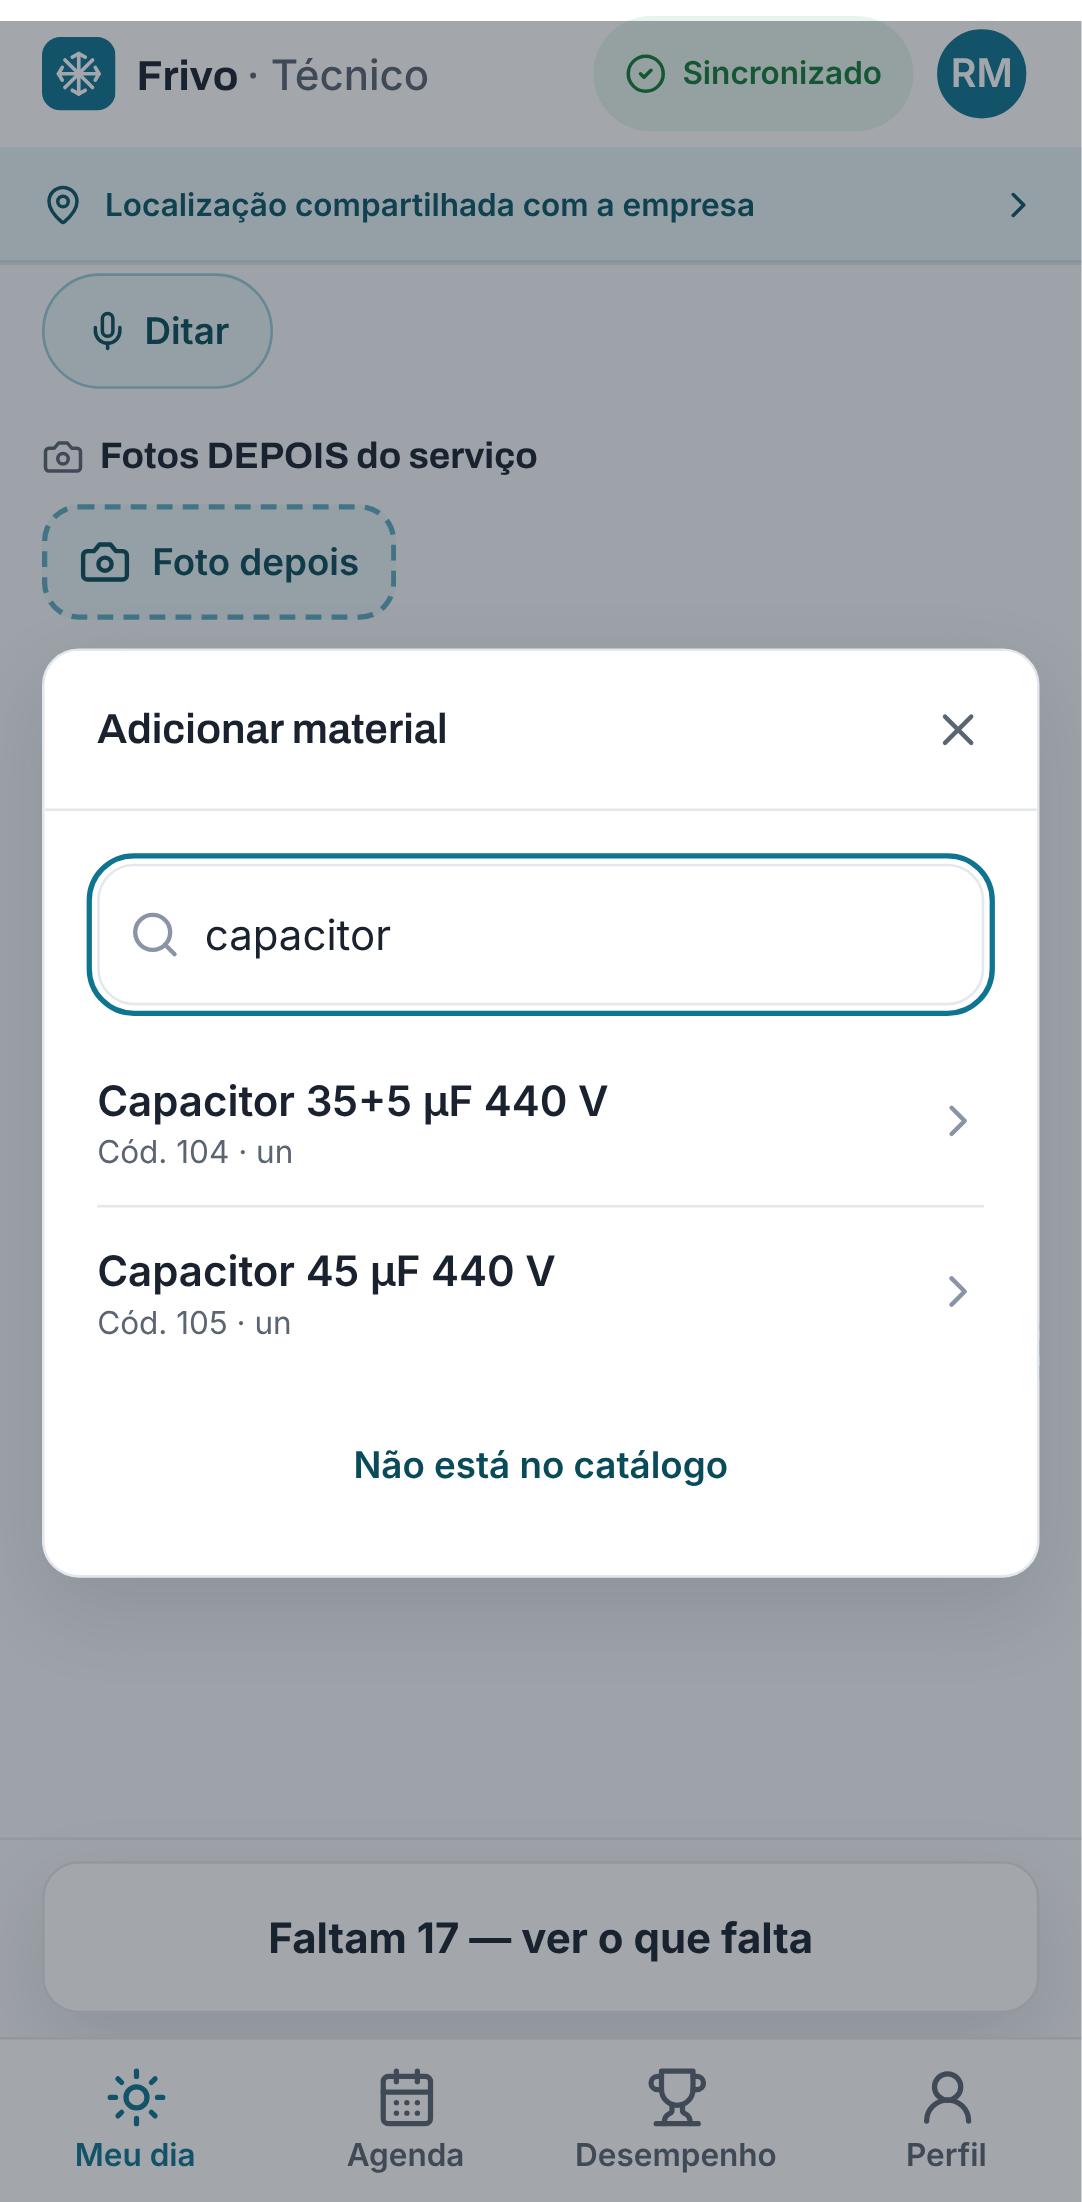 Frivo · Técnico
Sincronizado
RM
Localização compartilhada com a empresa
Ditar
Fotos DEPOIS do serviço
Foto depois
Adicionar material
capacitor
Capacitor 35+5 µF 440 V
Cód. 104 · un
Capacitor 45 µF 440 V
Cód. 105 · un
Não está no catálogo
Faltam 17 — ver o que falta
Meu dia
Agenda
Desempenho
Perfil